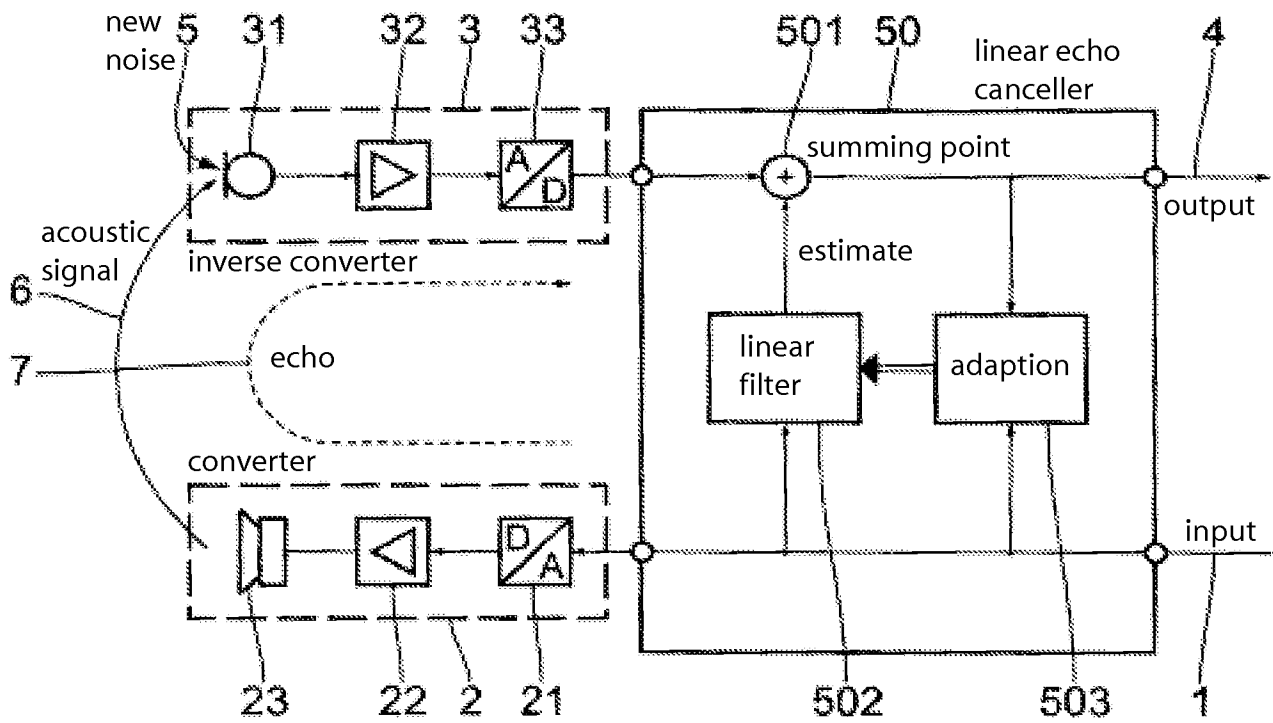 new
noise
5
31
32
3
33
501
50
linear echo
canceller
4
summing point
A
D
+
output
acoustic
signal
inverse converter
estimate
6
7
echo
linear
filter
adaption
converter
D
A
input
23
22
2
21
502
503
1